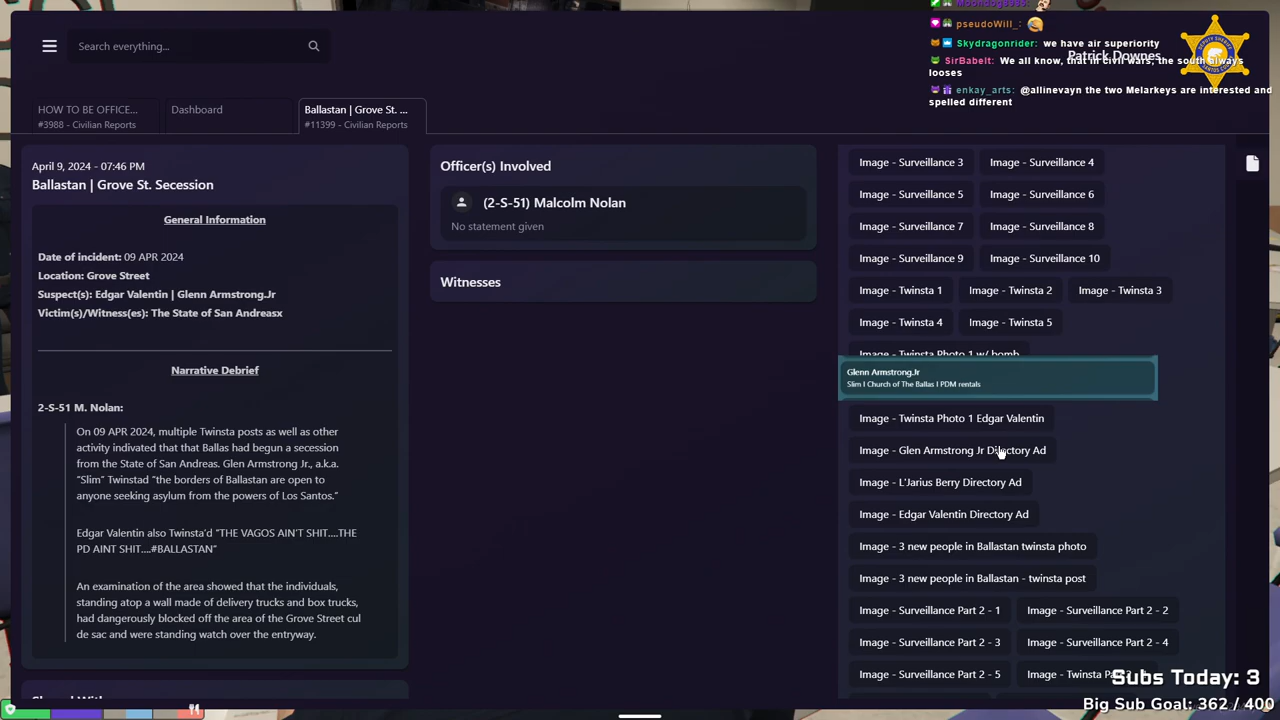 Search everything...
Moondog8995:
pseudoWill_:
Skydragonrider: we have air superiority
Patrick Downes
SirBabelt: We all know, that in civil wars, the south always
looses
enkay_arts: @allinevayn the two Melarkeys are interested and
spelled different
HOW TO BE OFFICE...
#3988 - Civilian Reports
Dashboard
Ballastan | Grove St. ...
#11399 - Civilian Reports
April 9, 2024 - 07:46 PM
Ballastan | Grove St. Secession
General Information
Date of incident: 09 APR 2024
Location: Grove Street
Suspect(s): Edgar Valentin | Glenn Armstrong.Jr
Victim(s)/Witness(es): The State of San Andreasx
Narrative Debrief
2-S-51 M. Nolan:
On 09 APR 2024, multiple Twinsta posts as well as other
activity indivated that that Ballas had begun a secession
from the State of San Andreas. Glen Armstrong Jr., a.k.a.
“Slim” Twinstad “the borders of Ballastan are open to
anyone seeking asylum from the powers of Los Santos.”
Edgar Valentin also Twinsta'd “THE VAGOS AIN'T SHIT....THE
PD AINT SHIT....#BALLASTAN”
An examination of the area showed that the individuals,
standing atop a wall made of delivery trucks and box trucks,
had dangerously blocked off the area of the Grove Street cul
de sac and were standing watch over the entryway.
Officer(s) Involved
(2-S-51) Malcolm Nolan
No statement given
Witnesses
Image - Surveillance 3
Image - Surveillance 4
Image - Surveillance 5
Image - Surveillance 6
Image - Surveillance 7
Image - Surveillance 8
Image - Surveillance 9
Image - Surveillance 10
Image - Twinsta 1
Image - Twinsta 2
Image - Twinsta 3
Image - Twinsta 4
Image - Twinsta 5
Image - Twinsta Photo 1 w/ bomb
Glenn Armstrong.Jr
Slim | Church of The Ballas | PDM rentals
Image - Twinsta Photo 1 Edgar Valentin
Image - Glen Armstrong Jr Directory Ad
Image - L'Jarius Berry Directory Ad
Image - Edgar Valentin Directory Ad
Image - 3 new people in Ballastan twinsta photo
Image - 3 new people in Ballastan - twinsta post
Image - Surveillance Part 2 - 1
Image - Surveillance Part 2 - 2
Image - Surveillance Part 2 - 3
Image - Surveillance Part 2 - 4
Image - Surveillance Part 2 - 5
Image - Twinsta
Subs Today: 3
Big Sub Goal: 362 / 400